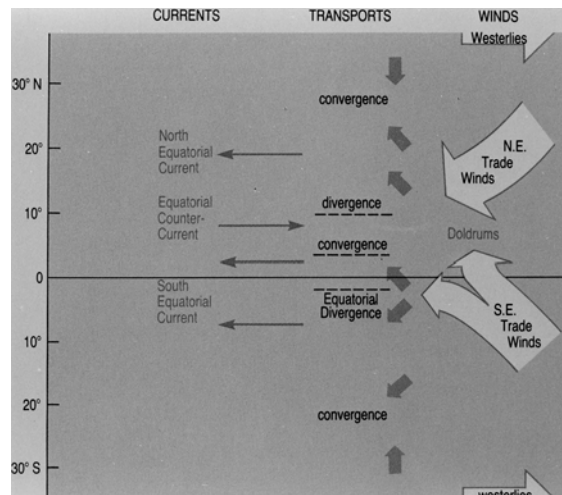 CURRENTS
TRANSPORTS
WINDS
Westerlies
30° N
convergence
North
Equatorial
Current
20°
N.E.
Trade
Winds
divergence
Equatorial
Counter-
Current
10°
Doldrums
convergence
0
South
Equatorial
Current
Equatorial
Divergence
S.E.
Trade
Winds
10°
20°
convergence
30° S
westerlies